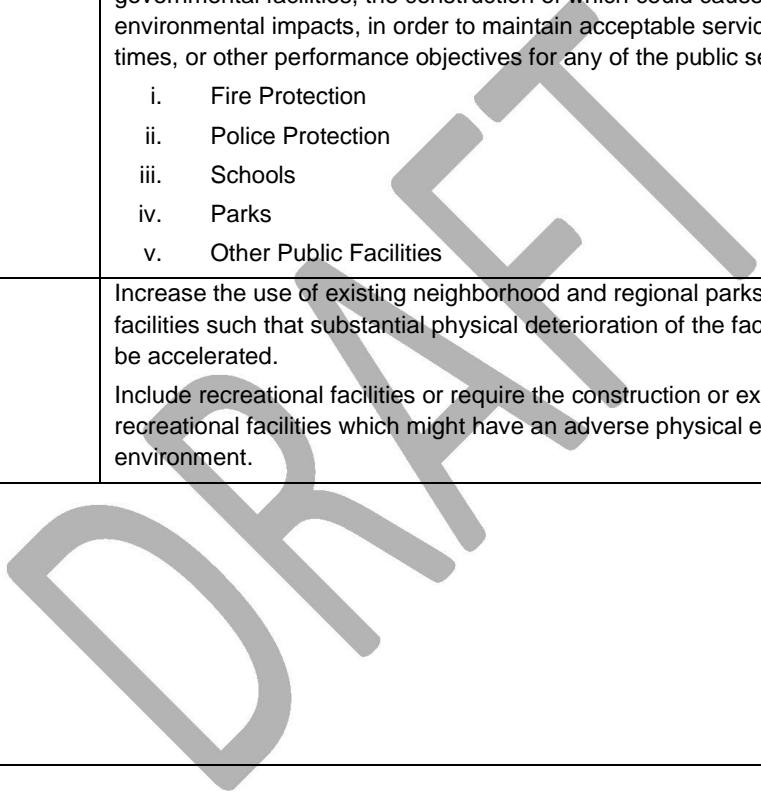 governmental facilities, the construction of which could cause
environmental impacts, in order to maintain acceptable servic
times, or other performance objectives for any of the public se
i. Fire Protection
ii. Police Protection
iii. Schools
iv. Parks
v. Other Public Facilities
Increase the use of existing neighborhood and regional parks
facilities such that substantial physical deterioration of the fac
be accelerated.
Include recreational facilities or require the construction or ex
recreational facilities which might have an adverse physical e
environment.
DRAFT